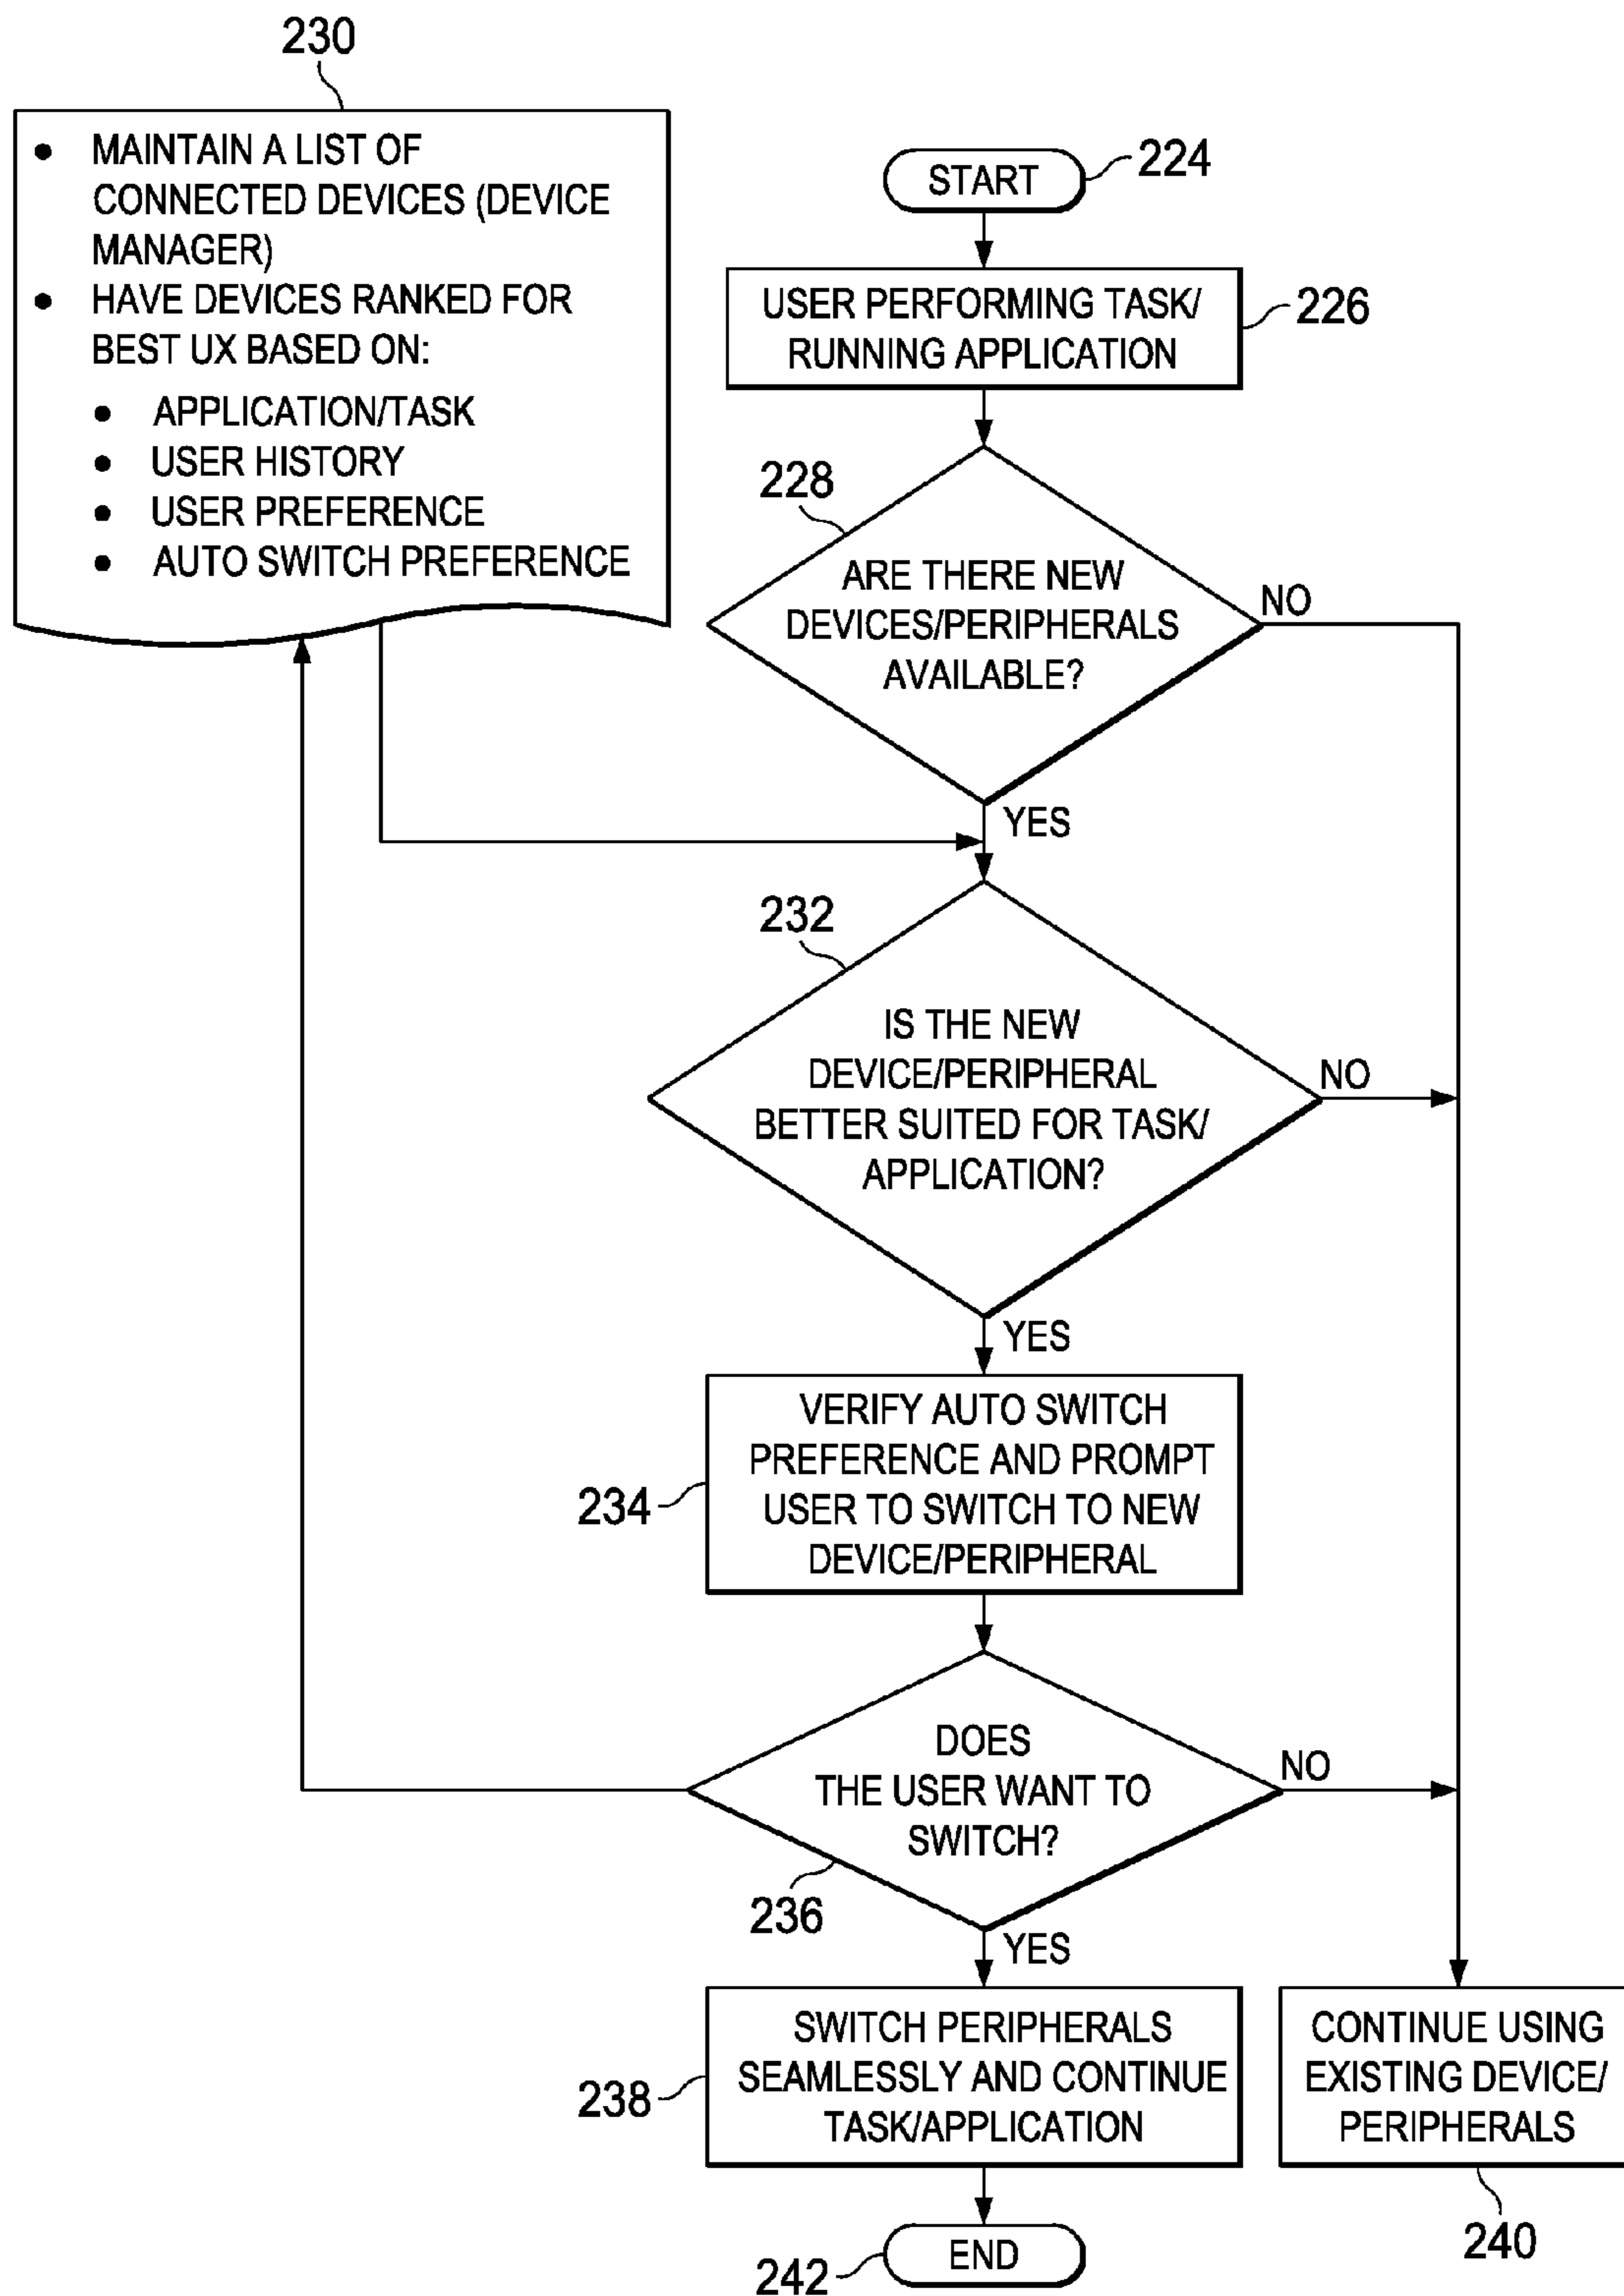 230
• MAINTAIN A LIST OF
CONNECTED DEVICES (DEVICE
MANAGER)
• HAVE DEVICES RANKED FOR
BEST UX BASED ON:
• APPLICATION/TASK
• USER HISTORY
• USER PREFERENCE
• AUTO SWITCH PREFERENCE
START
224
USER PERFORMING TASK/
RUNNING APPLICATION
226
228
ARE THERE NEW
DEVICES/PERIPHERALS
AVAILABLE?
NO
YES
232
IS THE NEW
DEVICE/PERIPHERAL
BETTER SUITED FOR TASK/
APPLICATION?
NO
YES
VERIFY AUTO SWITCH
PREFERENCE AND PROMPT
USER TO SWITCH TO NEW
DEVICE/PERIPHERAL
234
DOES
THE USER WANT TO
SWITCH?
NO
236
YES
SWITCH PERIPHERALS
SEAMLESSLY AND CONTINUE
TASK/APPLICATION
238
CONTINUE USING
EXISTING DEVICE/
PERIPHERALS
240
END
242